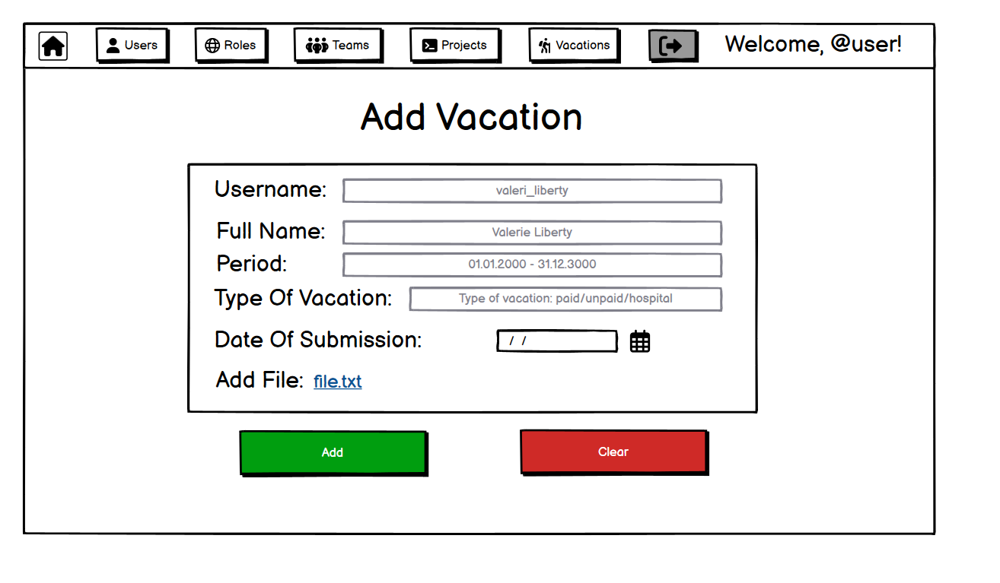 Users Roles Teams Projects Vacations Welcome, @user!
Add Vacation
Username: valeri_liberty
Full Name: Valerie Liberty
Period: 01.01.2000 - 31.12.3000
Type Of Vacation: Type of vacation: paid/unpaid/hospital
Date Of Submission: / /
Add File: file.txt
Add Clear